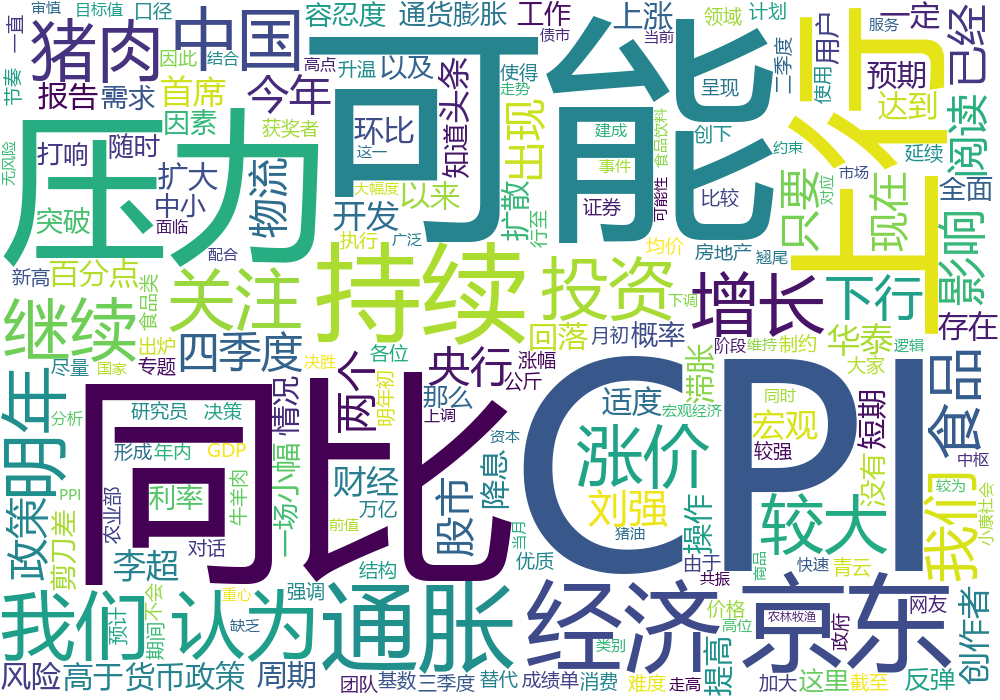 审慎
目标值
口径
容忍度
通货膨胀
工作
上涨
领域
计划
一定
服务
一直
节奏
猪肉
中国
因此
结合
高点
升温
以及
债市
当前
使得
走势
呈现
二季度
使用
用户
预期
已经
可能
上行
报告
需求
首席
今年
因素
获奖者
环比
这一
知道头条
出现
建成
食品饮料
创下
达到
阅读
延续
无风险
压力
打响
随时
扩大
中小
面临
突破
物流
大幅度
以来
开发
扩散
行至
事件
证券
可能性
比较
约束
市场
对应
只要
现在
全面
影响
新高
百分点
食品类
配合
执行
广泛
均价
房地产
翘尾
继续
关注
持续
投资
下调
增长
下行
存在
出炉
尽量
国家
专题
四季度
决胜
各位
两个
央行
涨幅
公斤
回落
月初
概率
滞胀
阶段
维持
制约
华泰
大家
逻辑
食品
政策
明年
分析
研究员
决策
情况
明年初
上调
那么
适度
宏观经济
同时
宏观
较强
短期
中枢
同比
CPI
涨价
形成
年内
GDP
一场
小幅
财经
股市
降息
资本
刘强
较大
没有
我们
较为
小康社会
PPI
剪刀差
农业部
利率
牛羊肉
前值
万亿
当月
猪油
操作
商品
李超
对话
结构
优质
由于
共振
快速
青云
我们
认为
预计
期间
不会
重心
强调
缺乏
通胀
经济
类别
价格
高位
提高
京东
农林牧渔
政府
网友
创作者
风险
高于
货币政策
周期
团队
基数
三季度
替代
成绩单
消费
难度
走高
加大
这里
截至
反弹